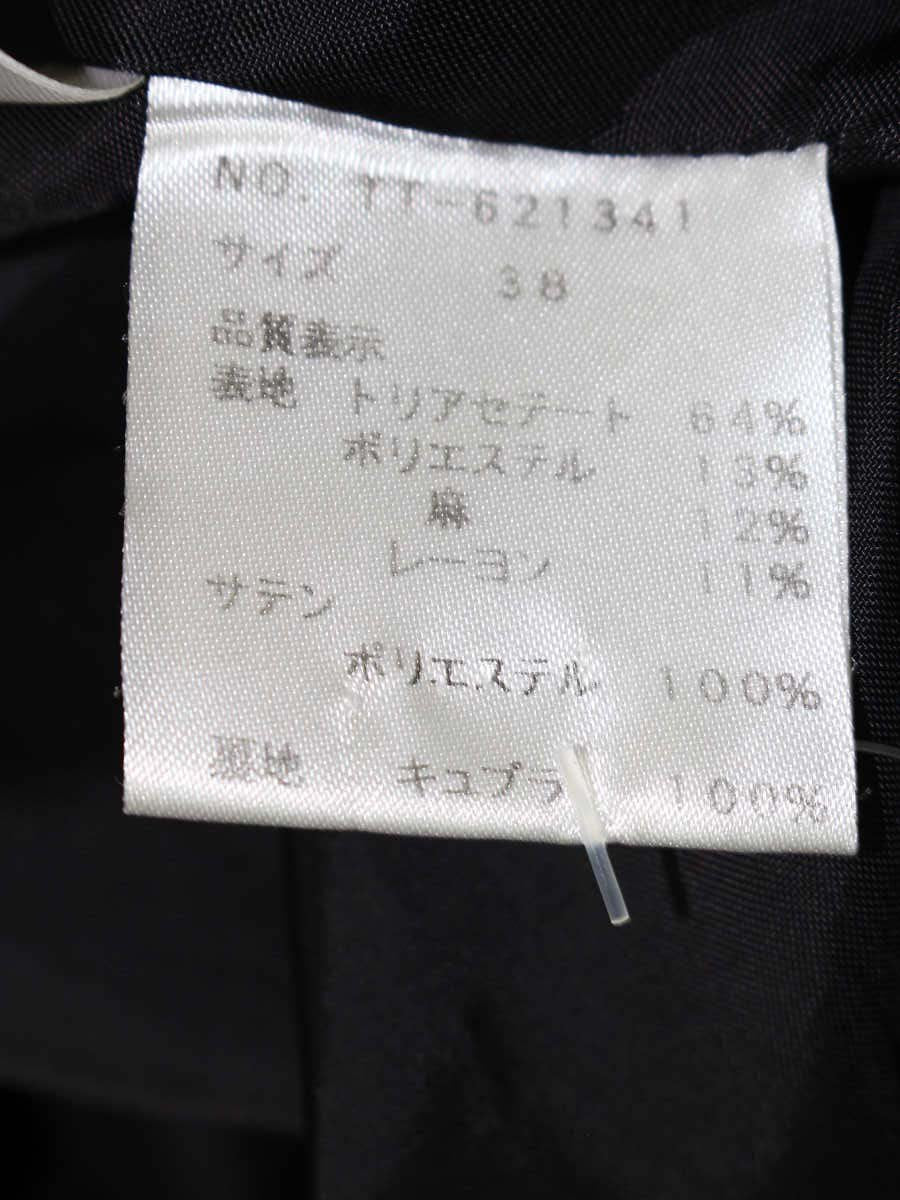 NO. TT-621341
サイズ 38
品質表示
表地 トリアセテート 64%
ポリエステル 13%
麻 12%
レーヨン 11%
サテン
ポリエステル 100%
裏地 キュプラ 100%